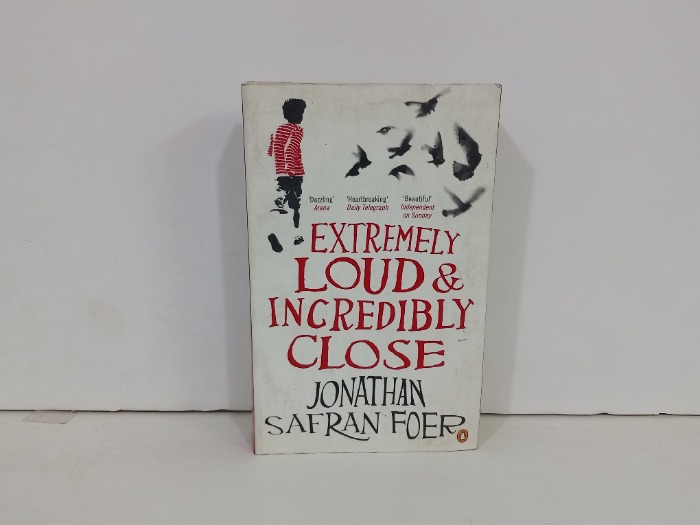 'Dazzling' 'Heartbreaking' 'Beautiful'
Arena Daily Telegraph Independent
on Sunday
EXTREMELY
LOUD &
INCREDIBLY
CLOSE
JONATHAN
SAFRAN FOER